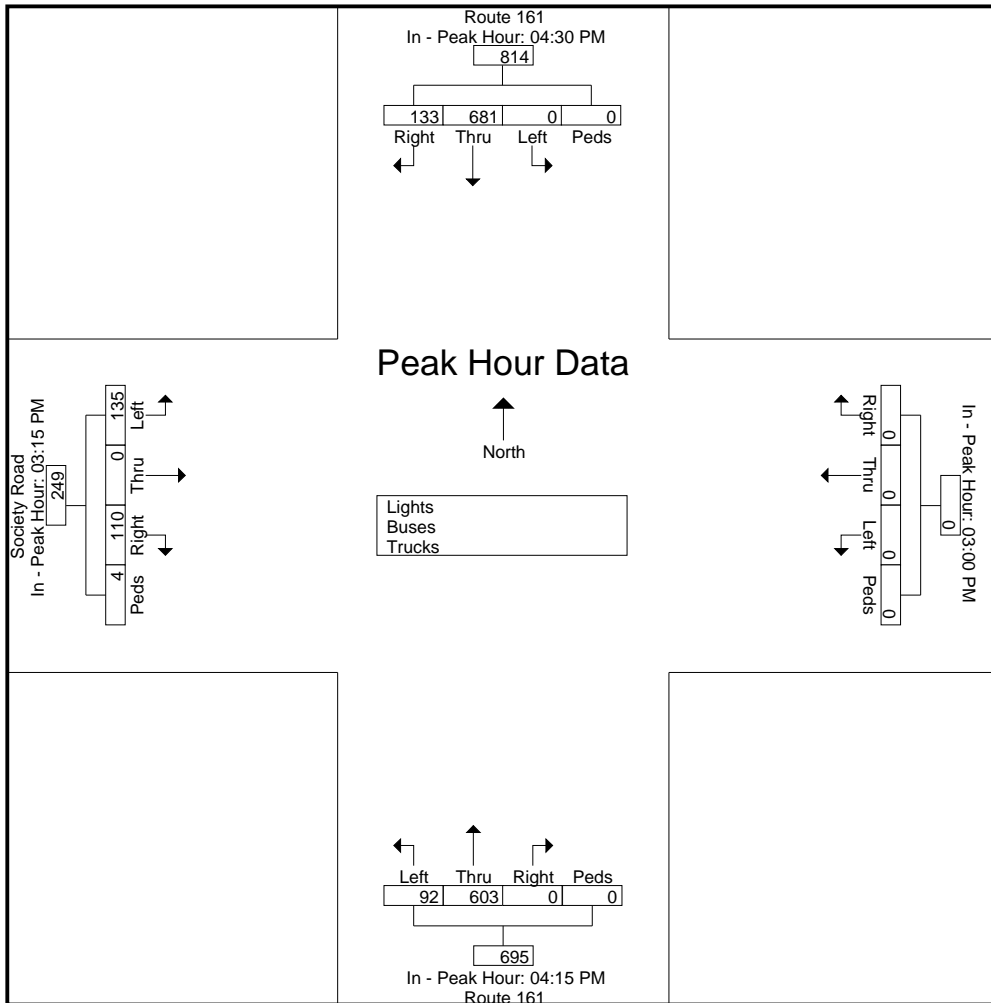 Route 161
In - Peak Hour: 04:30 PM
814
133 681 0 0
Right Thru Left Peds
Peak Hour Data
North
Lights
Buses
Trucks
Society Road
In - Peak Hour: 03:15 PM
249
135 0 110 4
Left Thru Right Peds
In - Peak Hour: 03:00 PM
0
0 0 0 0
Right Thru Left Peds
Left Thru Right Peds
92 603 0 0
695
In - Peak Hour: 04:15 PM
Route 161